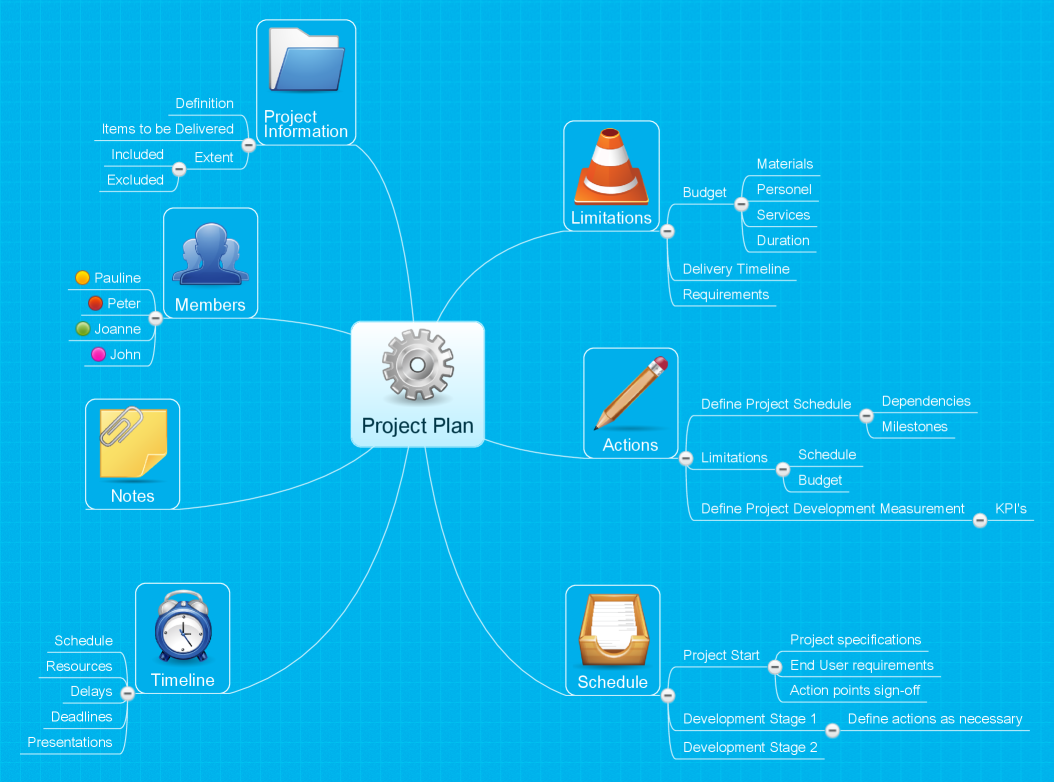 Project Plan
Project
Information
Definition
Items to be Delivered
Extent
Included
Excluded
Members
Pauline
Peter
Joanne
John
Notes
Timeline
Schedule
Resources
Delays
Deadlines
Presentations
Limitations
Budget
Materials
Personel
Services
Duration
Delivery Timeline
Requirements
Actions
Define Project Schedule
Dependencies
Milestones
Limitations
Schedule
Budget
Define Project Development Measurement
KPI's
Schedule
Project Start
Project specifications
End User requirements
Action points sign-off
Development Stage 1
Define actions as necessary
Development Stage 2